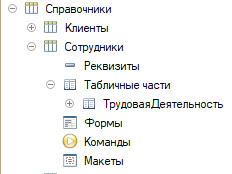 Справочники
Клиенты
Сотрудники
Реквизиты
Табличные части
ТрудоваяДеятельность
Формы
Команды
Макеты